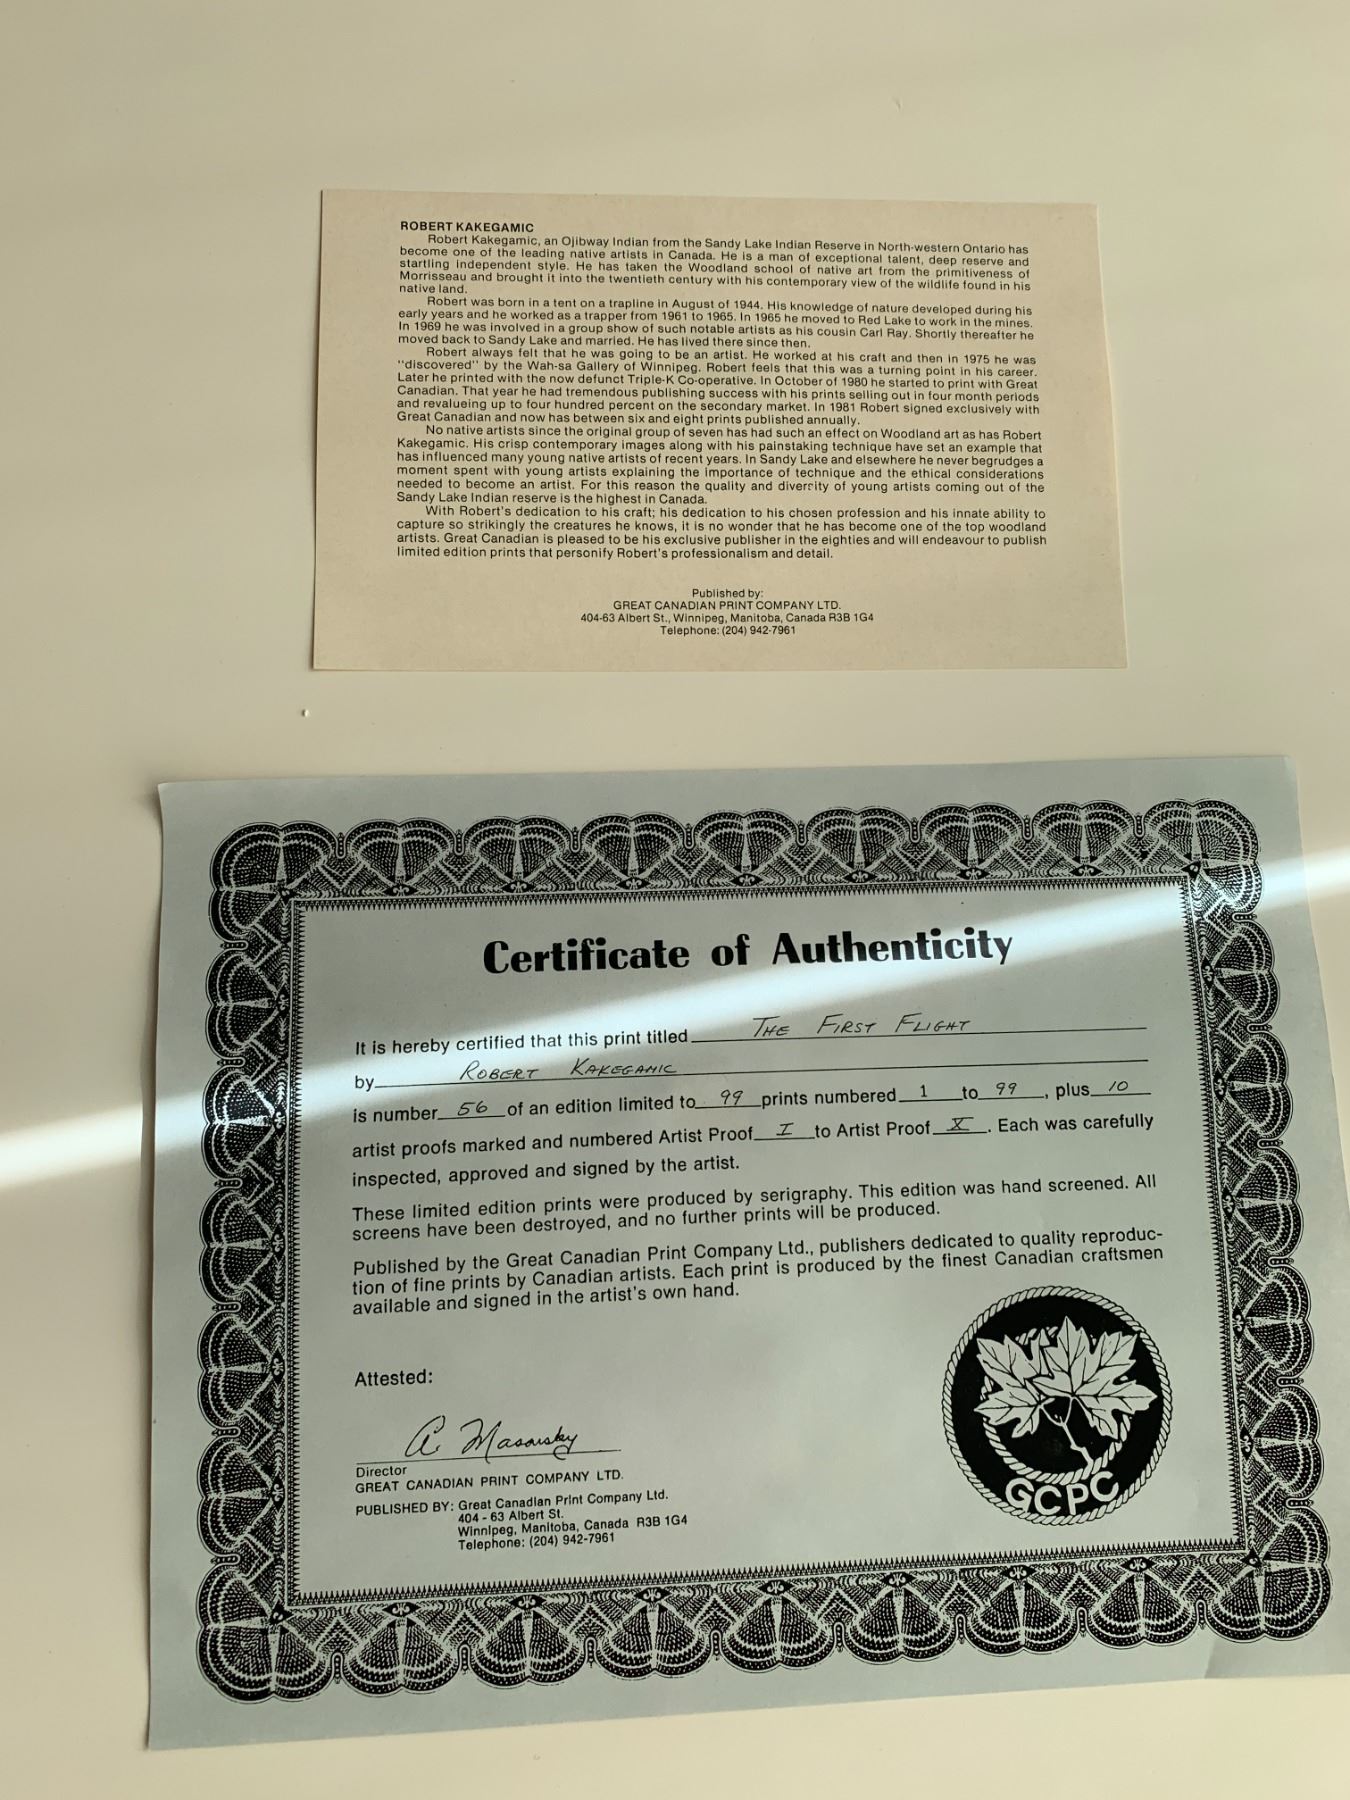 ROBERT KAKEGAMIC
Robert Kakegamic, an Ojibway Indian from the Sandy Lake Indian Reserve in North-western Ontario has
become one of the leading native artists in Canada. He is a man of exceptional talent, deep reserve and
startling independent style. He has taken the Woodland school of native art from the primitiveness of
Morrisseau and brought it into the twentieth century with his contemporary view of the wildlife found in his
native land.
Robert was born in a tent on a trapline in August of 1944. His knowledge of nature developed during his
early years and he worked as a trapper from 1961 to 1965. In 1965 he moved to Red Lake to work in the mines.
In 1969 he was involved in a group show of such notable artists as his cousin Carl Ray. Shortly thereafter he
moved back to Sandy Lake and married. He has lived there since then.
Robert always felt that he was going to be an artist. He worked at his craft and then in 1975 he was
"discovered" by the Wah-sa Gallery of Winnipeg. Robert feels that this was a turning point in his career.
Later he printed with the now defunct Triple-K Co-operative. In October of 1980 he started to print with Great
Canadian. That year he had tremendous publishing success with his prints selling out in four month periods
and revalueing up to four hundred percent on the secondary market. In 1981 Robert signed exclusively with
Great Canadian and now has between six and eight prints published annually.
No native artists since the original group of seven has had such an effect on Woodland art as has Robert
Kakegamic. His crisp contemporary images along with his painstaking technique have set an example that
has influenced many young native artists of recent years. In Sandy Lake and elsewhere he never begrudges a
moment spent with young artists explaining the importance of technique and the ethical considerations
needed to become an artist. For this reason the quality and divercity of young artists coming out of the
Sandy Lake Indian reserve is the highest in Canada.
With Robert's dedication to his craft; his dedication to his chosen profession and his innate ability to
capture so strikingly the creatures he knows, it is no wonder that he has become one of the top woodland
artists. Great Canadian is pleased to be his exclusive publisher in the eighties and will endeavour to publish
limited edition prints that personify Robert's professionalism and detail.
Published by:
GREAT CANADIAN PRINT COMPANY LTD.
404-63 Albert St., Winnipeg, Manitoba, Canada R3B 1G4
Telephone: (204) 942-7961
Certificate of Authenticity
It is hereby certified that this print titled THE FIRST FLIGHT
by ROBERT KAKEGAMIC
is number 56 of an edition limited to 99 prints numbered 1 to 99, plus 10
artist proofs marked and numbered Artist Proof I to Artist Proof X. Each was carefully
inspected, approved and signed by the artist.
These limited edition prints were produced by serigraphy. This edition was hand screened. All
screens have been destroyed, and no further prints will be produced.
Published by the Great Canadian Print Company Ltd., publishers dedicated to quality reproduc-
tion of fine prints by Canadian artists. Each print is produced by the finest Canadian craftsmen
available and signed in the artist's own hand.
Attested:
Director
GREAT CANADIAN PRINT COMPANY LTD.
PUBLISHED BY: Great Canadian Print Company Ltd.
404 - 63 Albert St.
Winnipeg, Manitoba, Canada R3B 1G4
Telephone: (204) 942-7961
GCPC